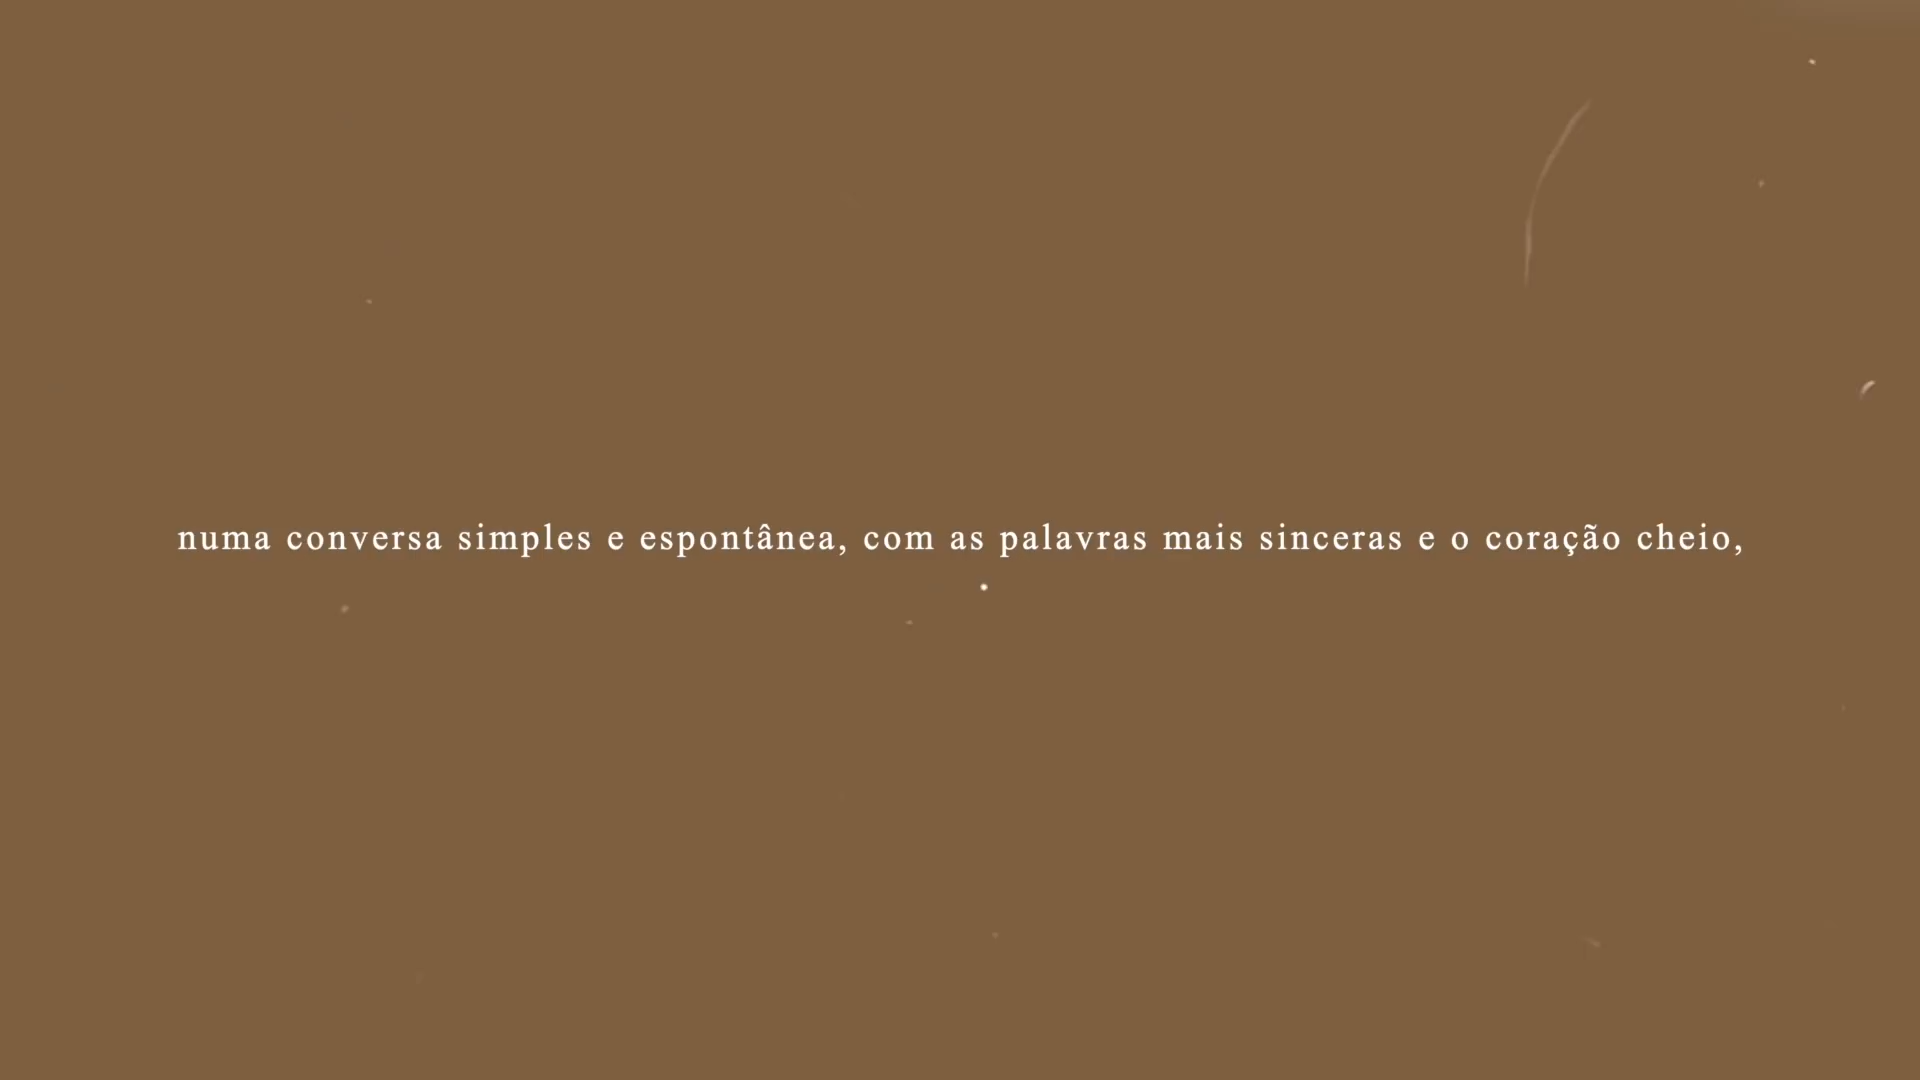 numa conversa simples e espontânea, com as palavras mais sinceras e o coração cheio,